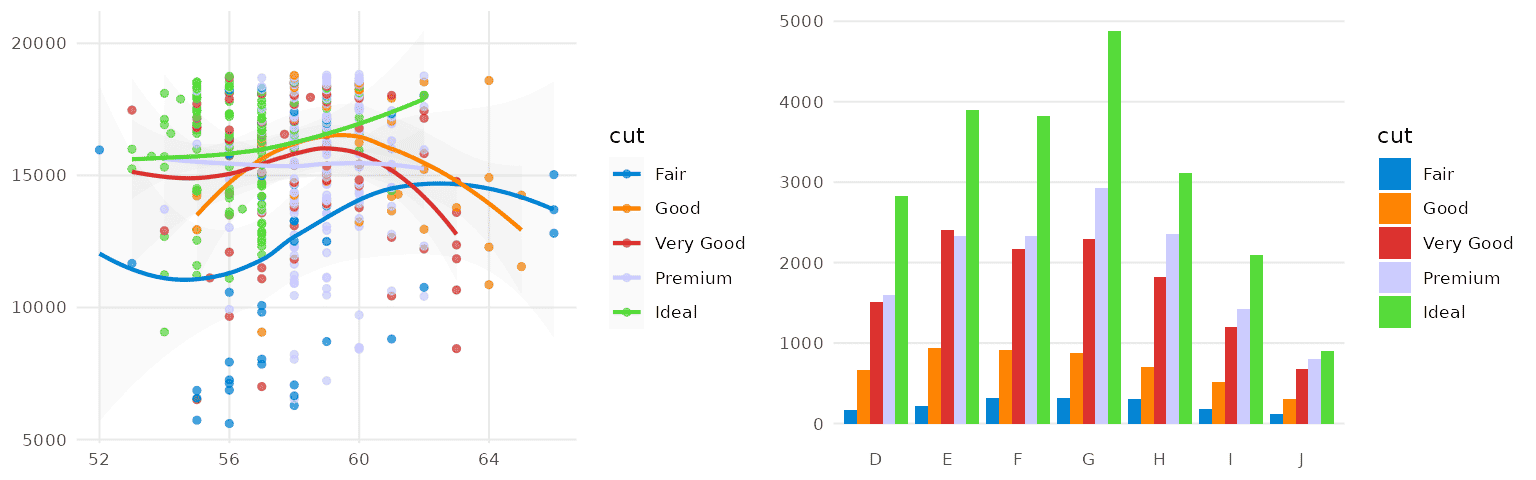 20000
15000
10000
5000
52 56 60 64
cut
Fair
Good
Very Good
Premium
Ideal
5000
4000
3000
2000
1000
0
D E F G H I J
cut
Fair
Good
Very Good
Premium
Ideal